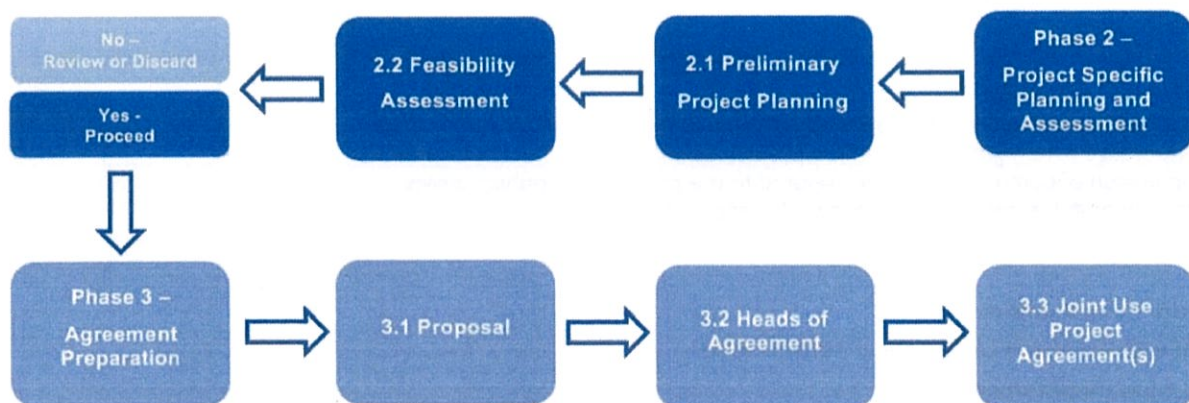 No –
Review or Discard
Yes -
Proceed
2.2 Feasibility
Assessment
2.1 Preliminary
Project Planning
Phase 2 –
Project Specific
Planning and
Assessment
Phase 3 –
Agreement
Preparation
3.1 Proposal
3.2 Heads of
Agreement
3.3 Joint Use
Project
Agreement(s)